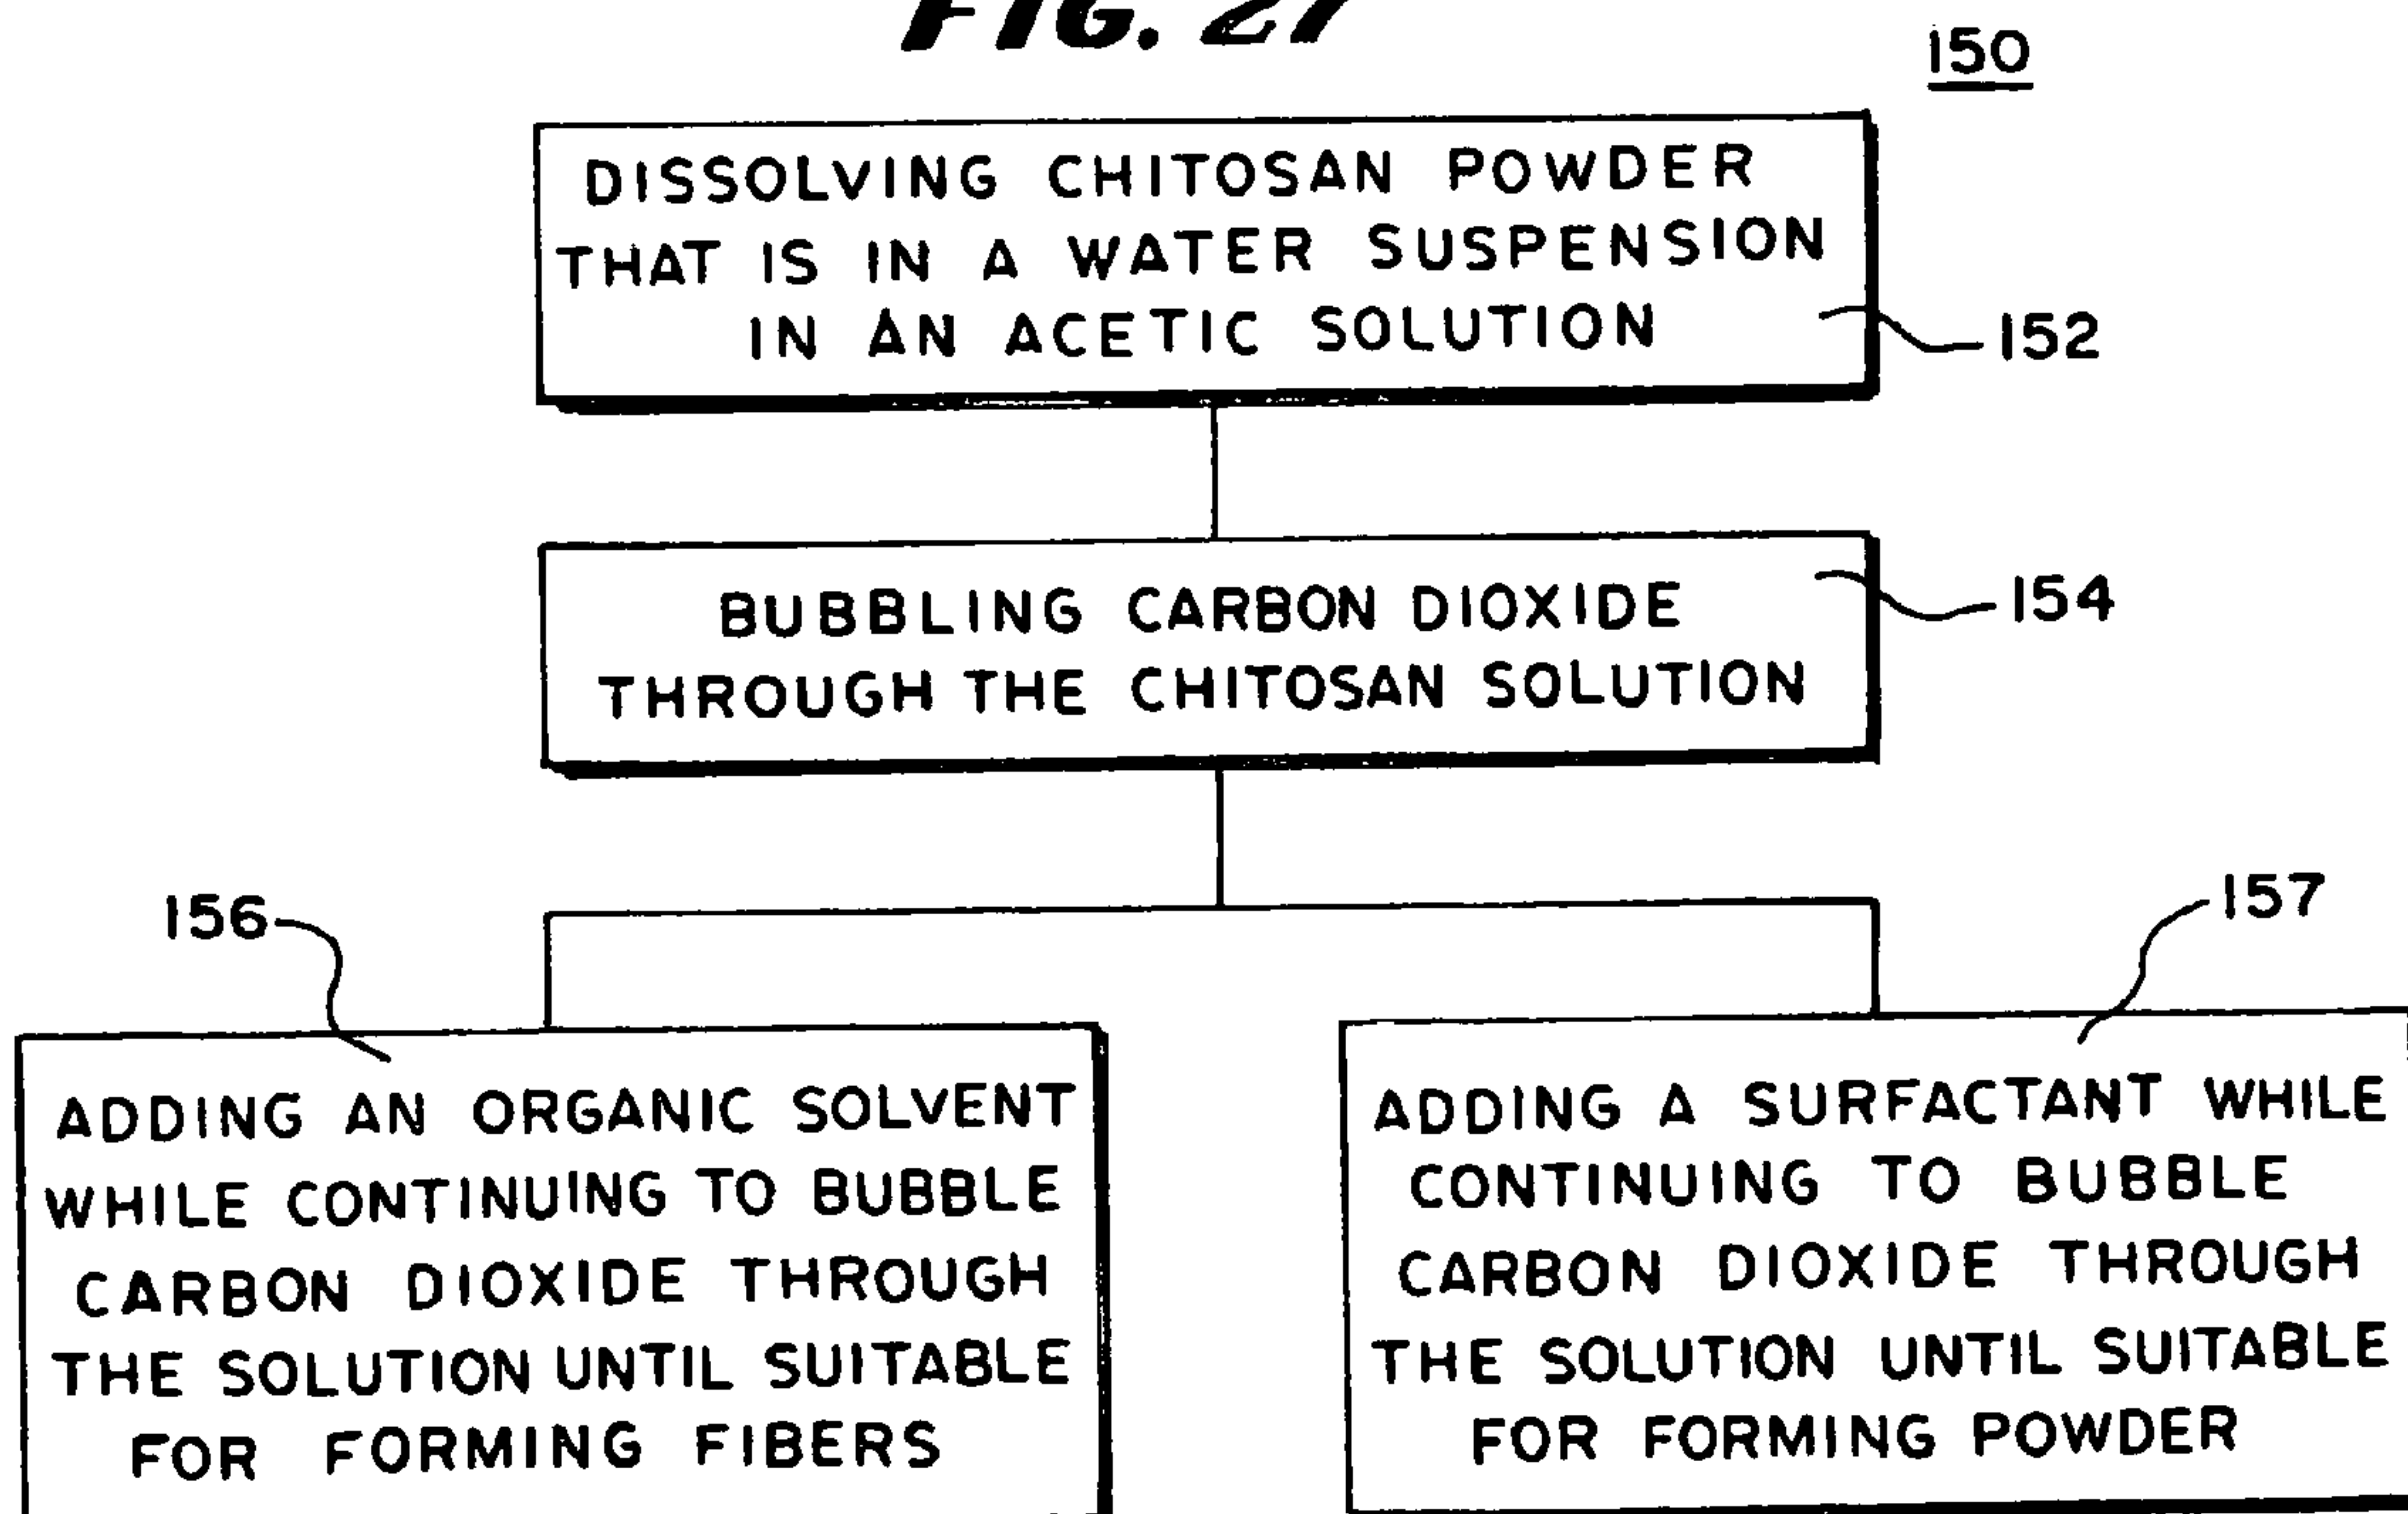 FIG. 27
150
DISSOLVING CHITOSAN POWDER
THAT IS IN A WATER SUSPENSION
IN AN ACETIC SOLUTION
152
BUBBLING CARBON DIOXIDE
THROUGH THE CHITOSAN SOLUTION
154
156
ADDING AN ORGANIC SOLVENT
WHILE CONTINUING TO BUBBLE
CARBON DIOXIDE THROUGH
THE SOLUTION UNTIL SUITABLE
FOR FORMING FIBERS
157
ADDING A SURFACTANT WHILE
CONTINUING TO BUBBLE
CARBON DIOXIDE THROUGH
THE SOLUTION UNTIL SUITABLE
FOR FORMING POWDER